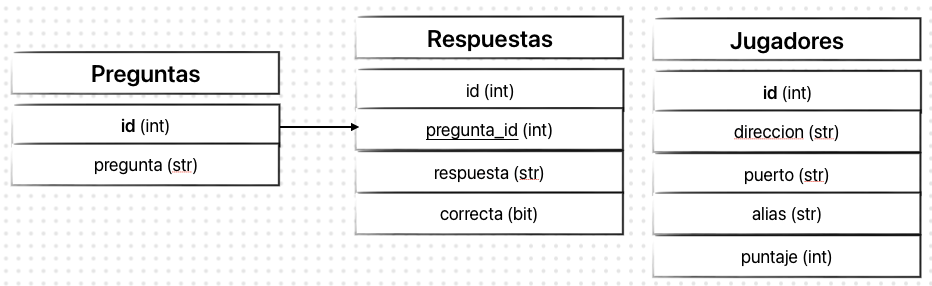 Preguntas
id (int)
pregunta (str)
Respuestas
id (int)
pregunta_id (int)
respuesta (str)
correcta (bit)
Jugadores
id (int)
direccion (str)
puerto (str)
alias (str)
puntaje (int)